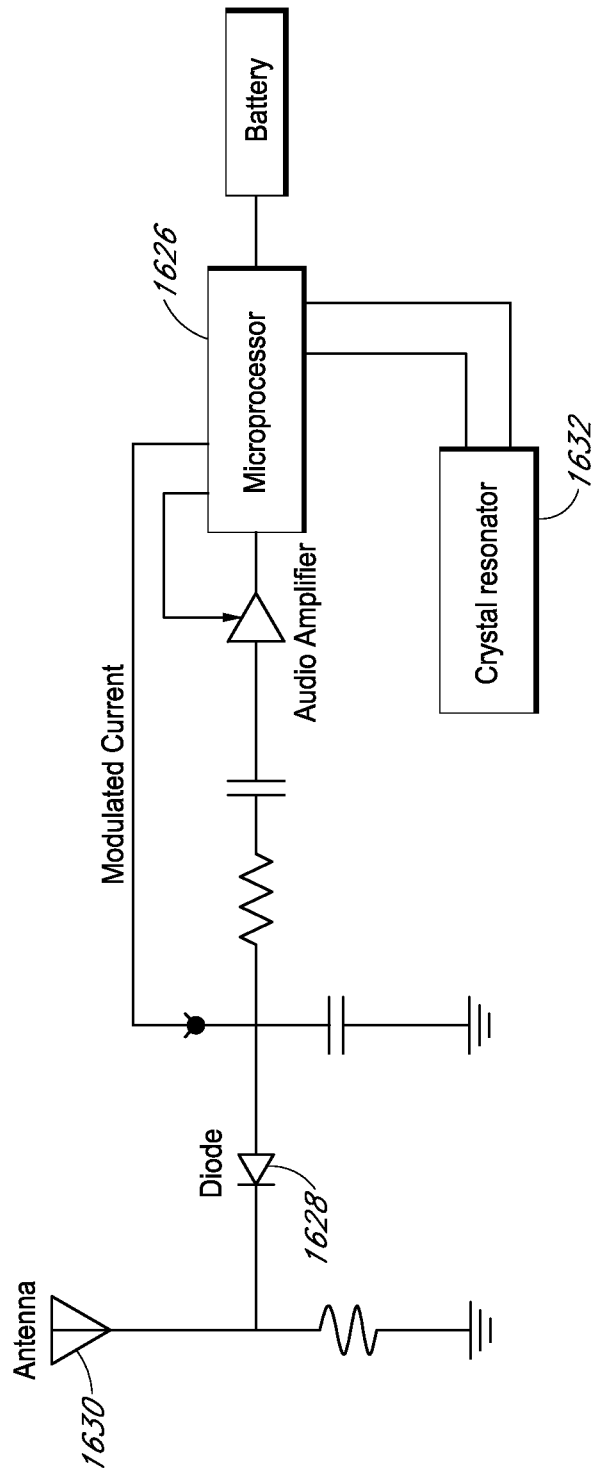 Antenna
1630
Diode
1628
Modulated Current
Audio Amplifier
Microprocessor
1626
Battery
Crystal resonator
1632